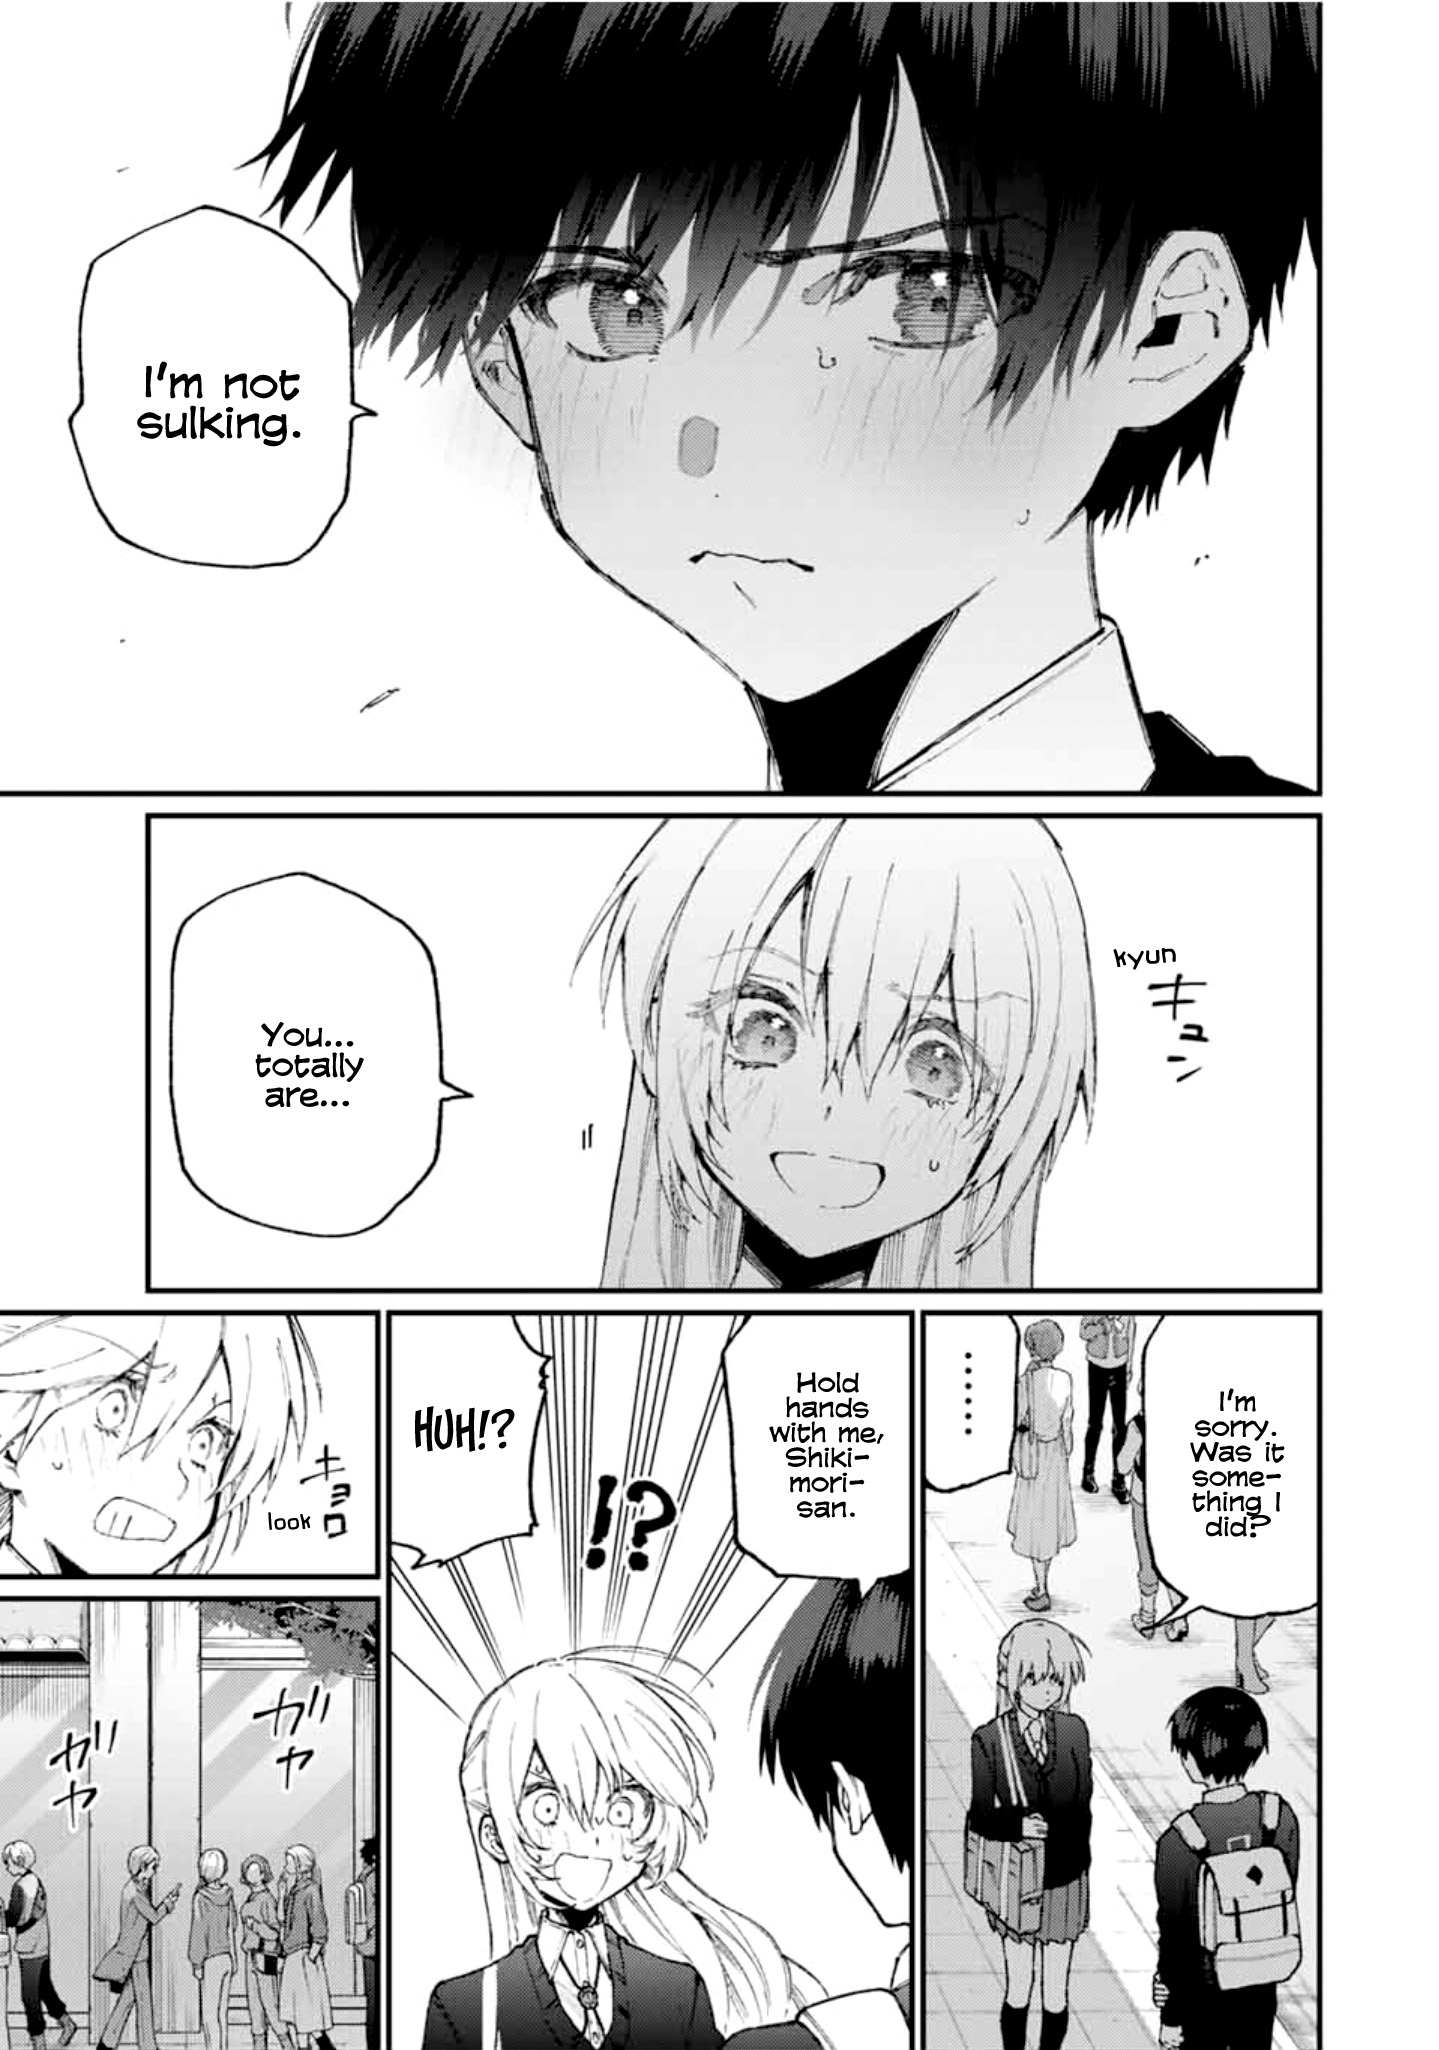 I'm not
sulking.
You...
totally
are...
kyun
キュン
I'm
sorry.
Was it
some-
thing I
did?
......
Hold
hands
with me,
Shiki-
mori-
san.
!?
HUH!?
キョロ
look
ガヤ
ガヤ